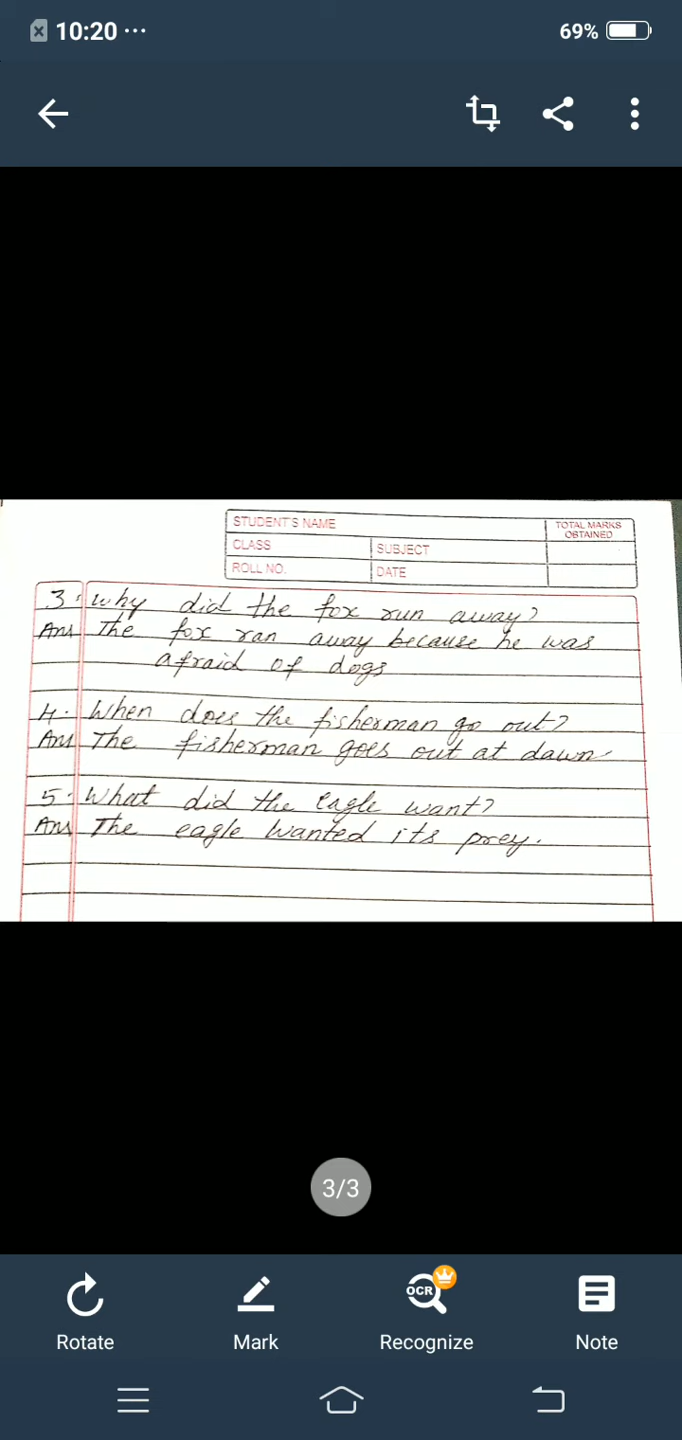 10:20 ...
69%
STUDENT'S NAME
TOTAL MARKS
OBTAINED
CLASS
SUBJECT
ROLL NO.
DATE
3. Why did the fox run away?
Ans The fox ran away because he was
afraid of dogs
4. When does the fisherman go out?
Ans The fisherman goes out at dawn
5. What did the Eagle want?
Ans The eagle wanted its prey.
3/3
OCR
Rotate
Mark
Recognize
Note